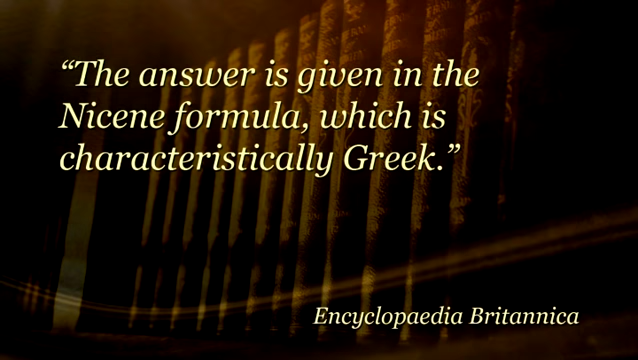 “The answer is given in the
Nicene formula, which is
characteristically Greek.”
Encyclopaedia Britannica